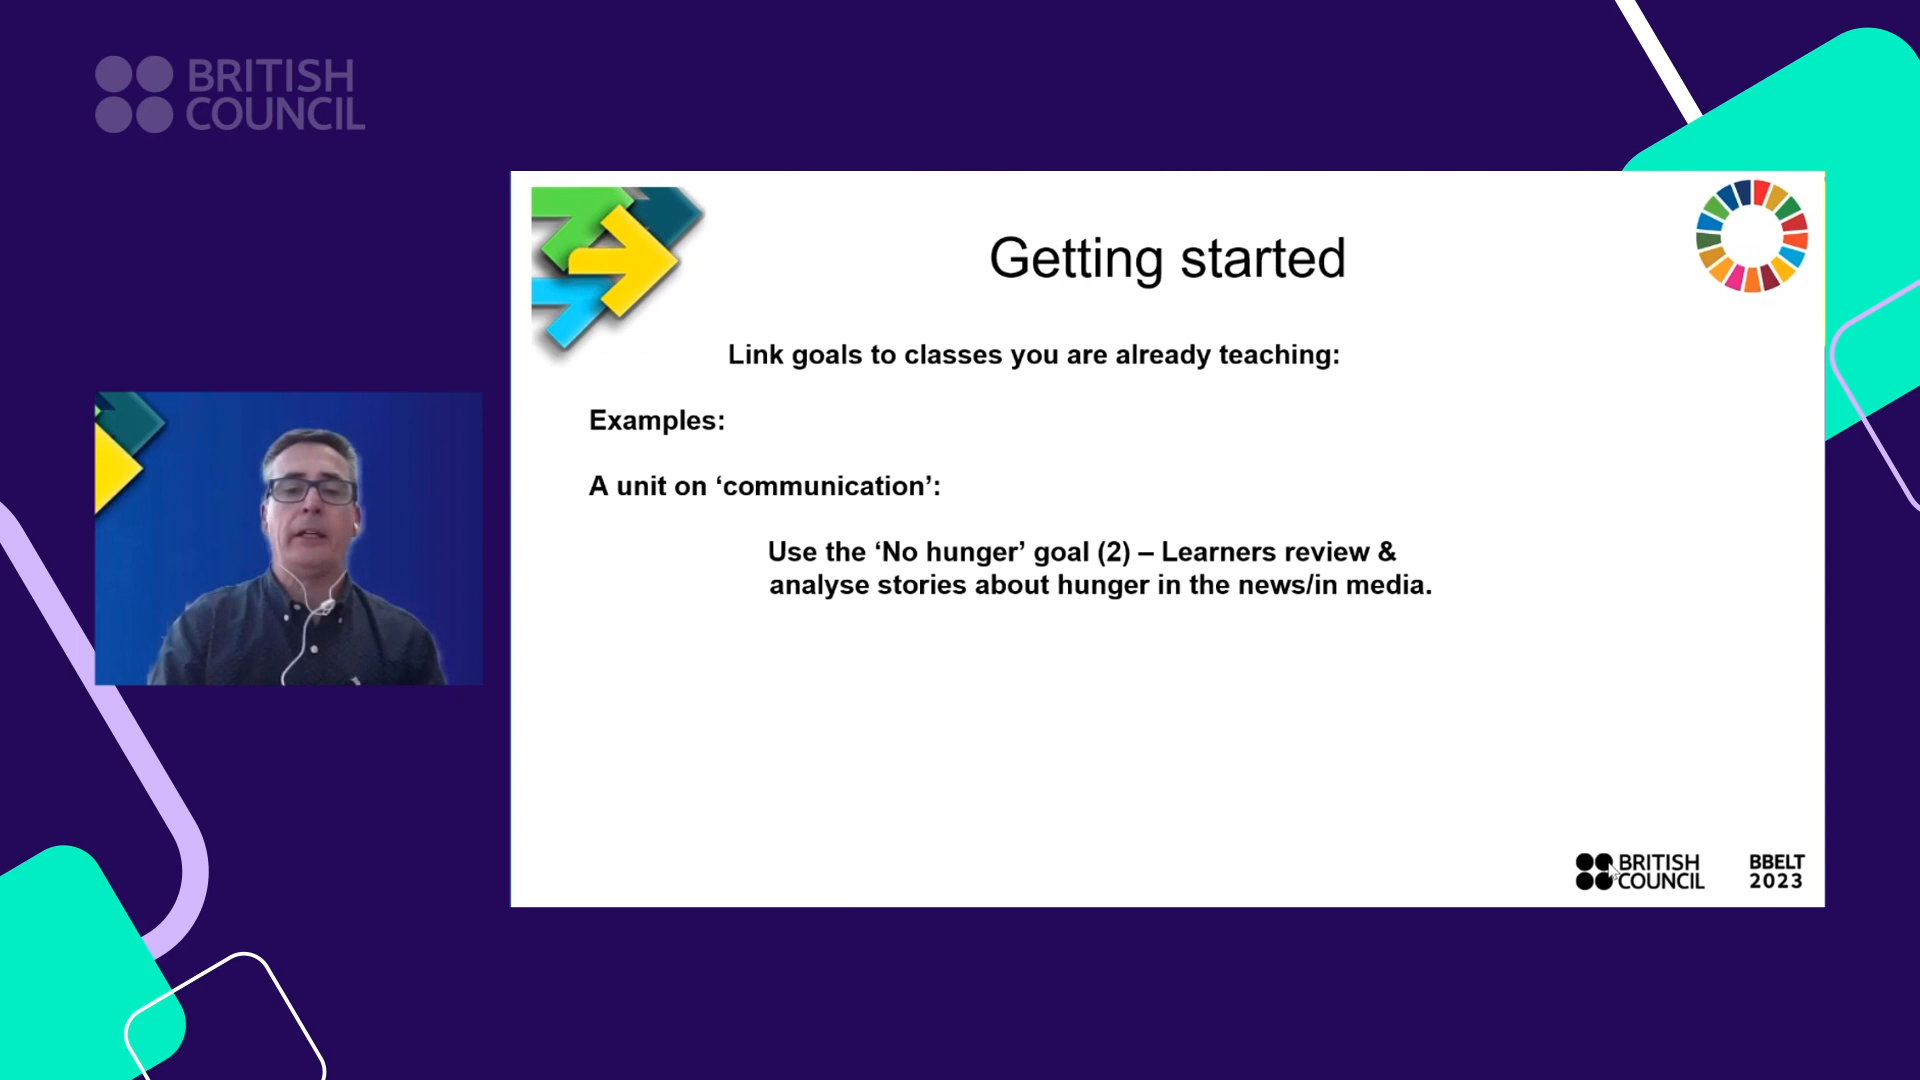 BRITISH
COUNCIL
Getting started
Link goals to classes you are already teaching:
Examples:
A unit on ‘communication’:
Use the ‘No hunger’ goal (2) – Learners review &
analyse stories about hunger in the news/in media.
BRITISH
COUNCIL
BBELT
2023